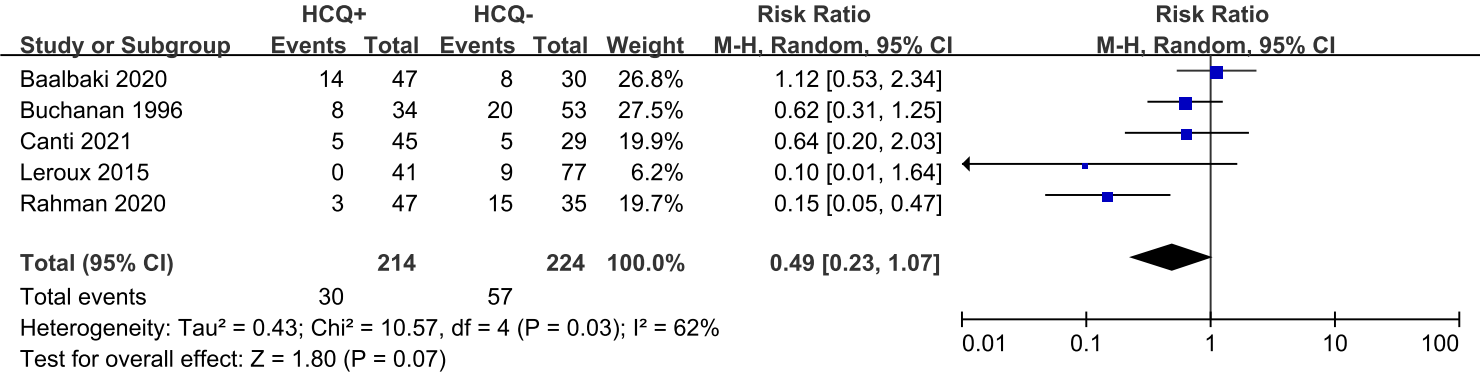 HCQ+ HCQ- Risk Ratio Risk Ratio
Study or Subgroup Events Total Events Total Weight M-H, Random, 95% CI M-H, Random, 95% CI
Baalbaki 2020 14 47 8 30 26.8% 1.12 [0.53, 2.34]
Buchanan 1996 8 34 20 53 27.5% 0.62 [0.31, 1.25]
Canti 2021 5 45 5 29 19.9% 0.64 [0.20, 2.03]
Leroux 2015 0 41 9 77 6.2% 0.10 [0.01, 1.64]
Rahman 2020 3 47 15 35 19.7% 0.15 [0.05, 0.47]
Total (95% CI) 214 224 100.0% 0.49 [0.23, 1.07]
Total events 30 57
Heterogeneity: Tau² = 0.43; Chi² = 10.57, df = 4 (P = 0.03); I² = 62%
Test for overall effect: Z = 1.80 (P = 0.07)
0.01 0.1 1 10 100